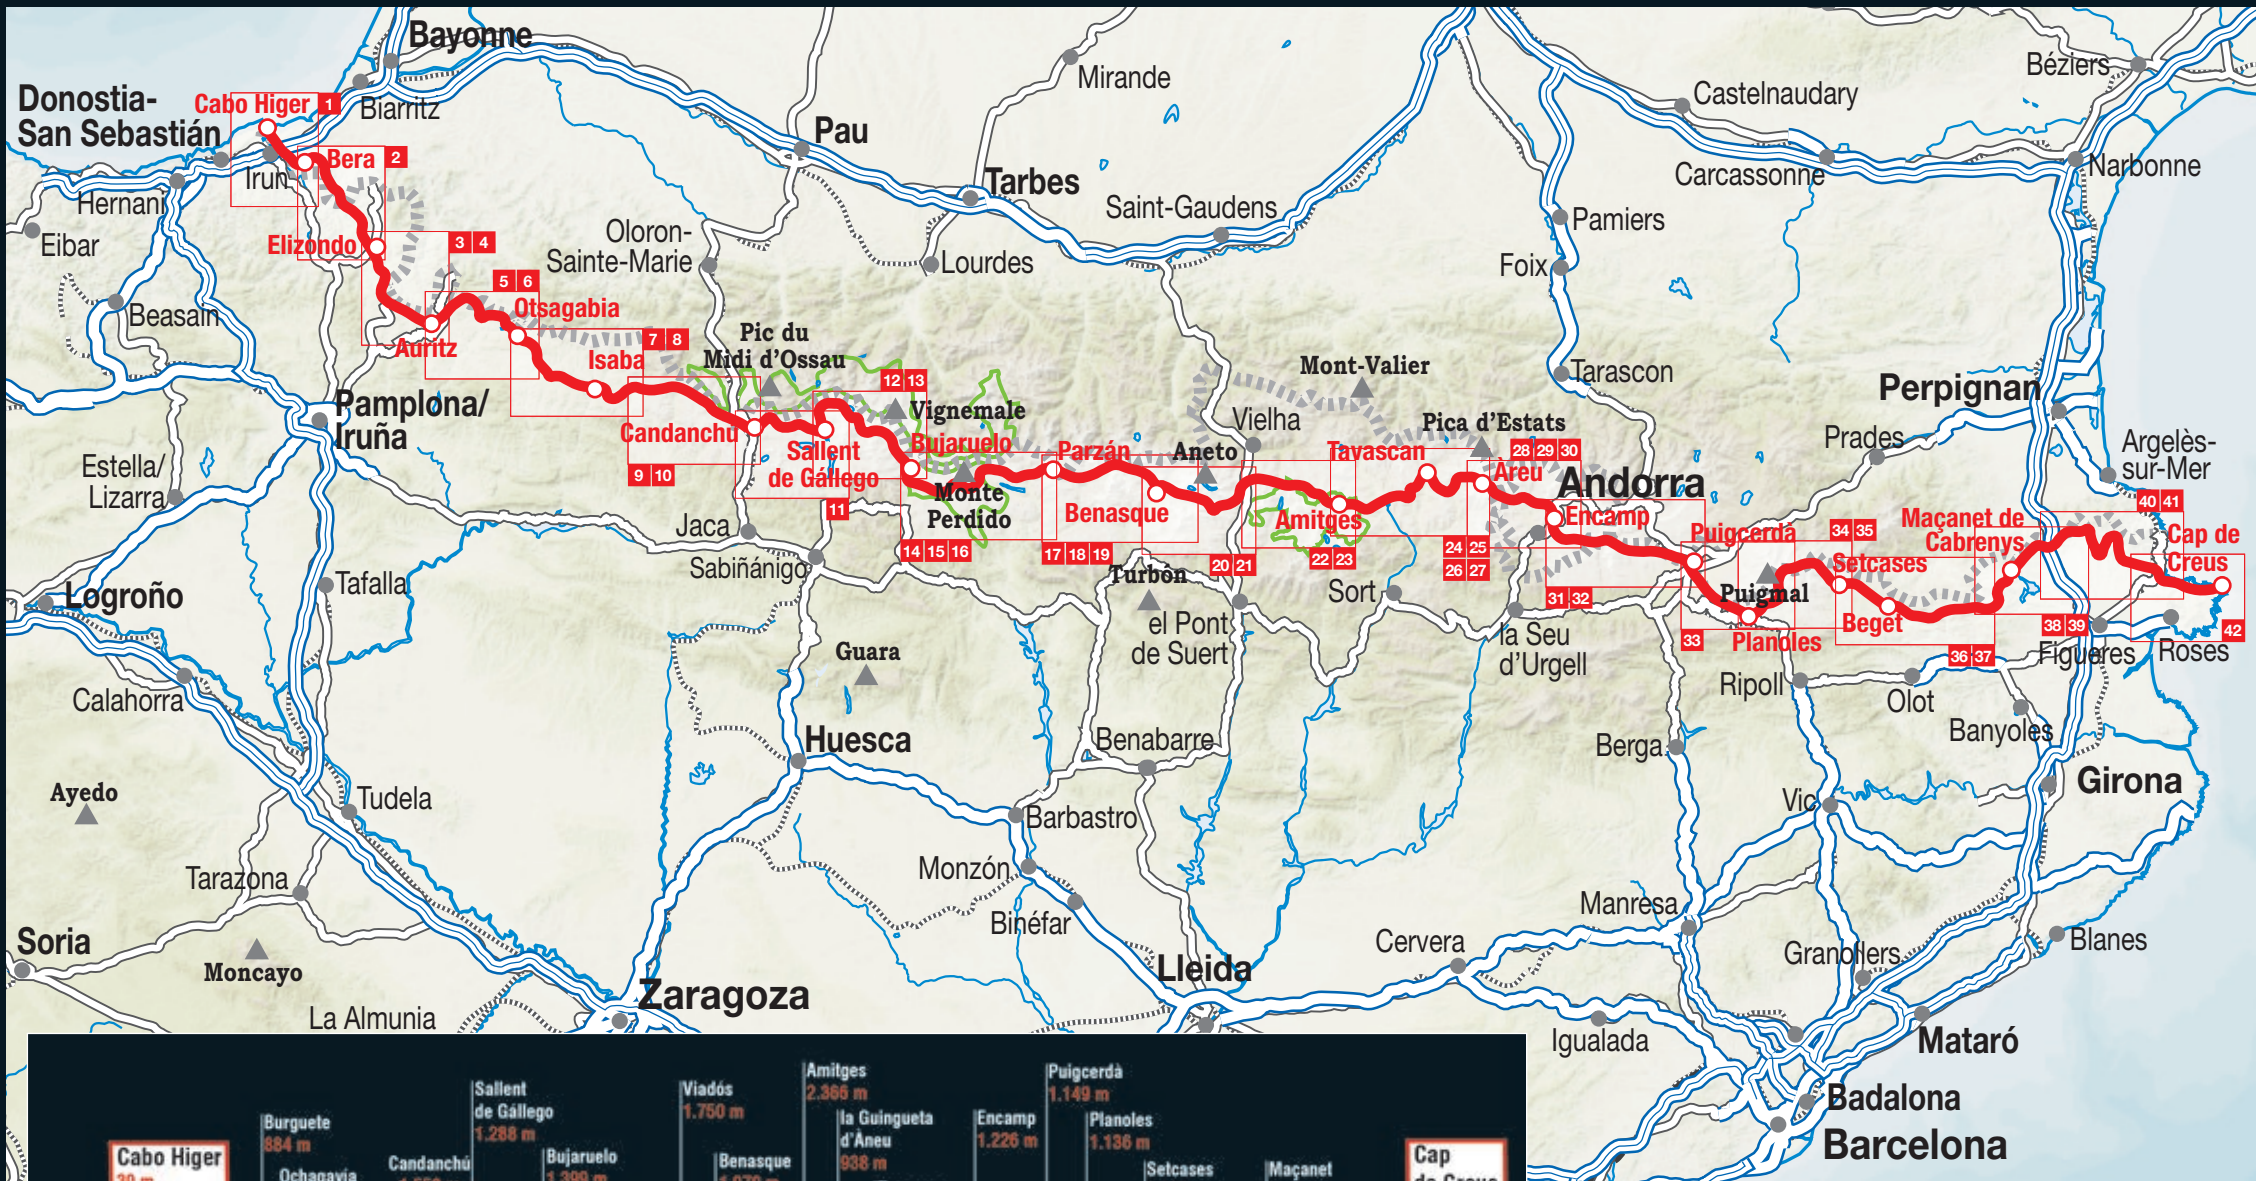 Bayonne
Mirande
Béziers
Donostia-
San Sebastián
Cabo Higer 1
Biarritz
Castelnaudary
Pau
Bera 2
Irun
Hernani
Tarbes
Carcassonne
Narbonne
Saint-Gaudens
Pamiers
Eibar
Elizondo
3 4
Oloron-
Sainte-Marie
Lourdes
Foix
5 6
Otsagabia
Beasain
Auritz
Isaba
7 8
Pic du
Midi d'Ossau
12 13
Mont-Valier
Tarascon
Perpignan
Pamplona/
Iruña
Candanchú
Vignemale
Vielha
Pica d'Estats
Prades
Argelès-
sur-Mer
Sallent
de Gállego
Bujaruelo
Parzán
Aneto
Tavascan
28 29 30
Àreu
Estella/
Lizarra
9 10
Monte
Perdido
Benasque
Amitges
Andorra
Encamp
40 41
11
Jaca
14 15 16
17 18 19
20 21
22 23
24 25
26 27
Puigcerdà
34 35
Maçanet de
Cabrenys
Cap de
Creus
Sabiñánigo
Turbón
Sort
31 32
Setcases
Puigmal
Tafalla
Logroño
el Pont
de Suert
la Seu
d'Urgell
33
Planoles
Beget
38 39
42
Figueres
Roses
36 37
Guara
Calahorra
Ripoll
Olot
Banyoles
Huesca
Benabarre
Berga
Girona
Ayedo
Tudela
Vic
Barbastro
Tarazona
Monzón
Binéfar
Manresa
Soria
Cervera
Granollers
Blanes
Moncayo
Lleida
Zaragoza
La Almunia
Igualada
Mataró
Badalona
Barcelona
Amitges
2.366 m
Puigcerdà
1.149 m
Sallent
de Gállego
1.288 m
Viadós
1.750 m
la Guingueta
d'Àneu
938 m
Encamp
1.226 m
Planoles
1.136 m
Burguete
884 m
Cabo Higer
Candanchú
Bujaruelo
Benasque
Setcases
Maçanet
Cap
Ochagavia